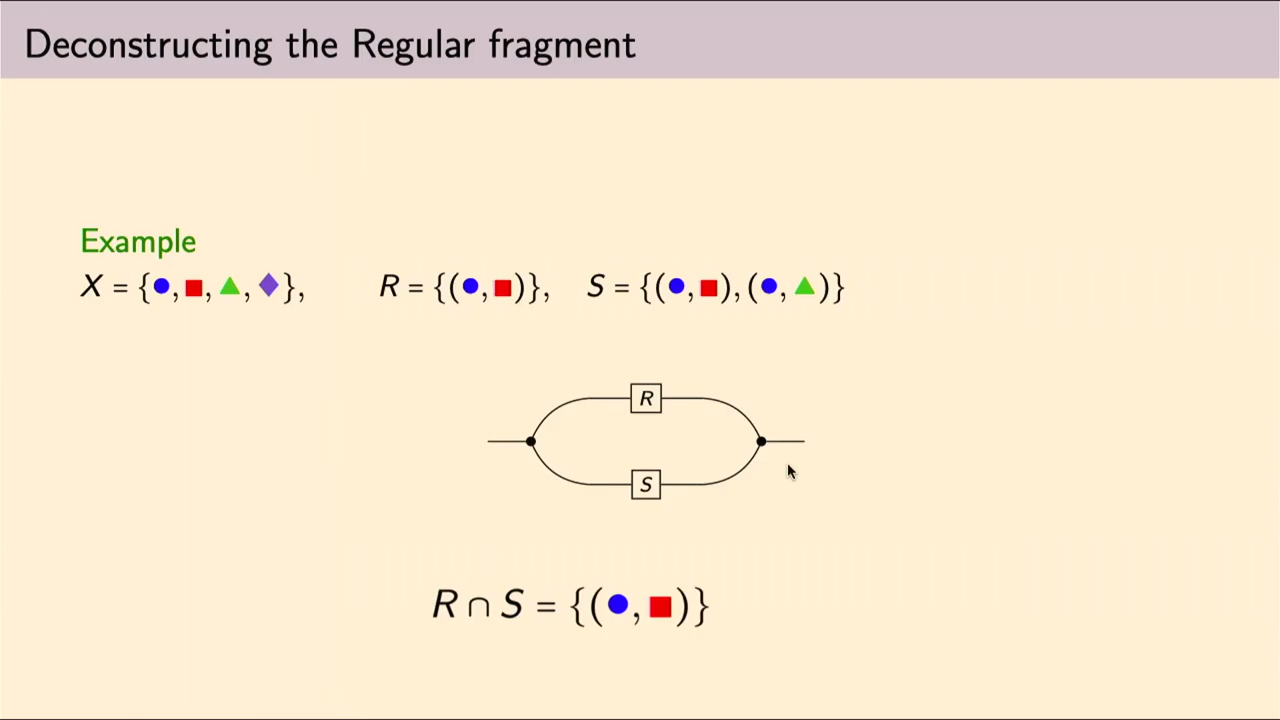 Deconstructing the Regular fragment
Example
X = {●, ■, ▲, ◆}, R = {(●, ■)}, S = {(●, ■), (●, ▲)}
R
S
R ∩ S = {(●, ■)}